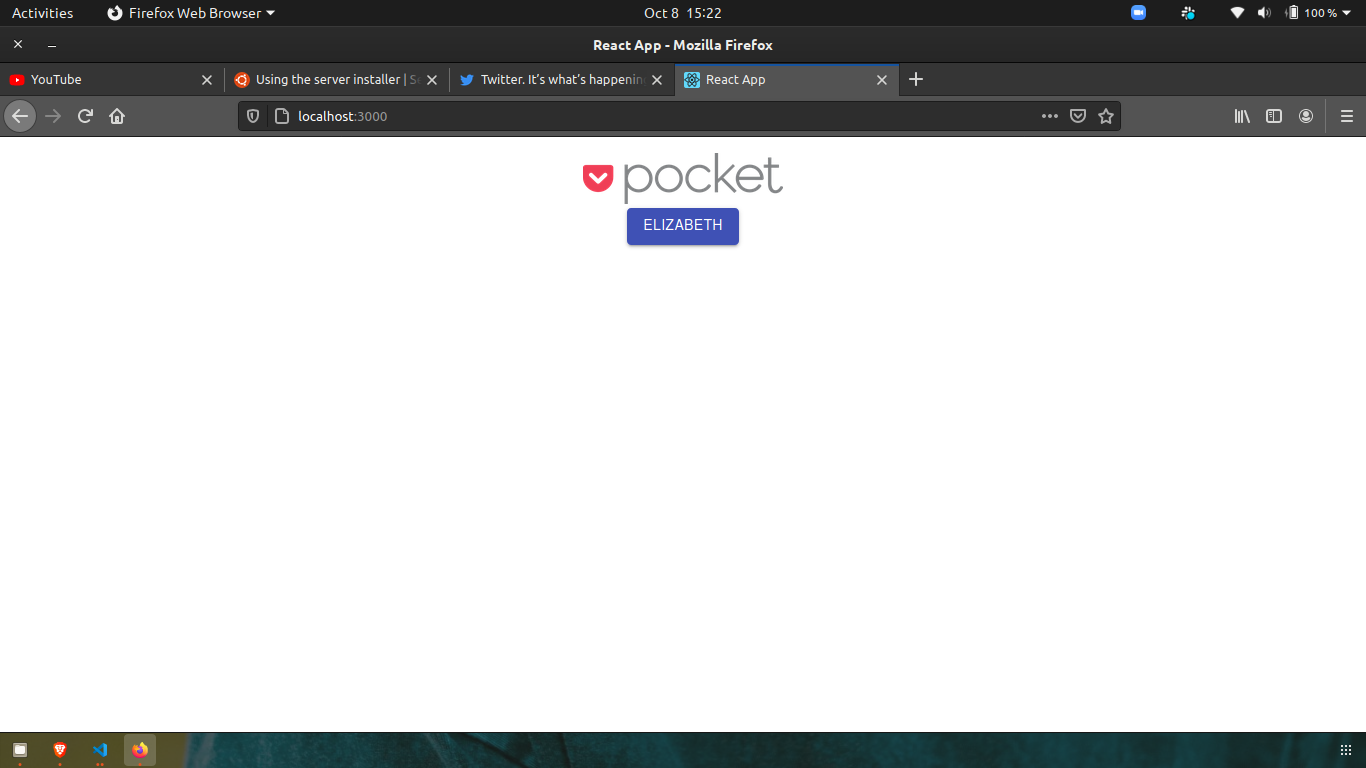 Activities
Firefox Web Browser
Oct 8 15:22
100 %
React App - Mozilla Firefox
YouTube
Using the server installer | S
Twitter. It’s what’s happenin
React App
localhost:3000
pocket
ELIZABETH